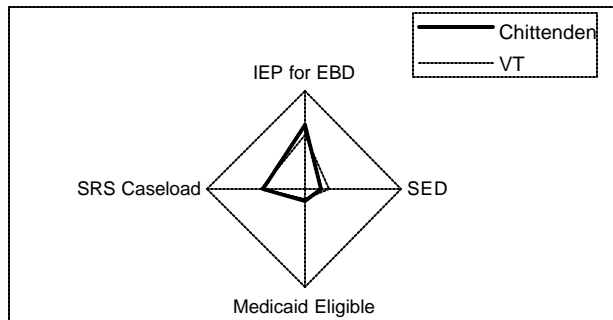 Chittenden
VT
IEP for EBD
SRS Caseload
SED
Medicaid Eligible